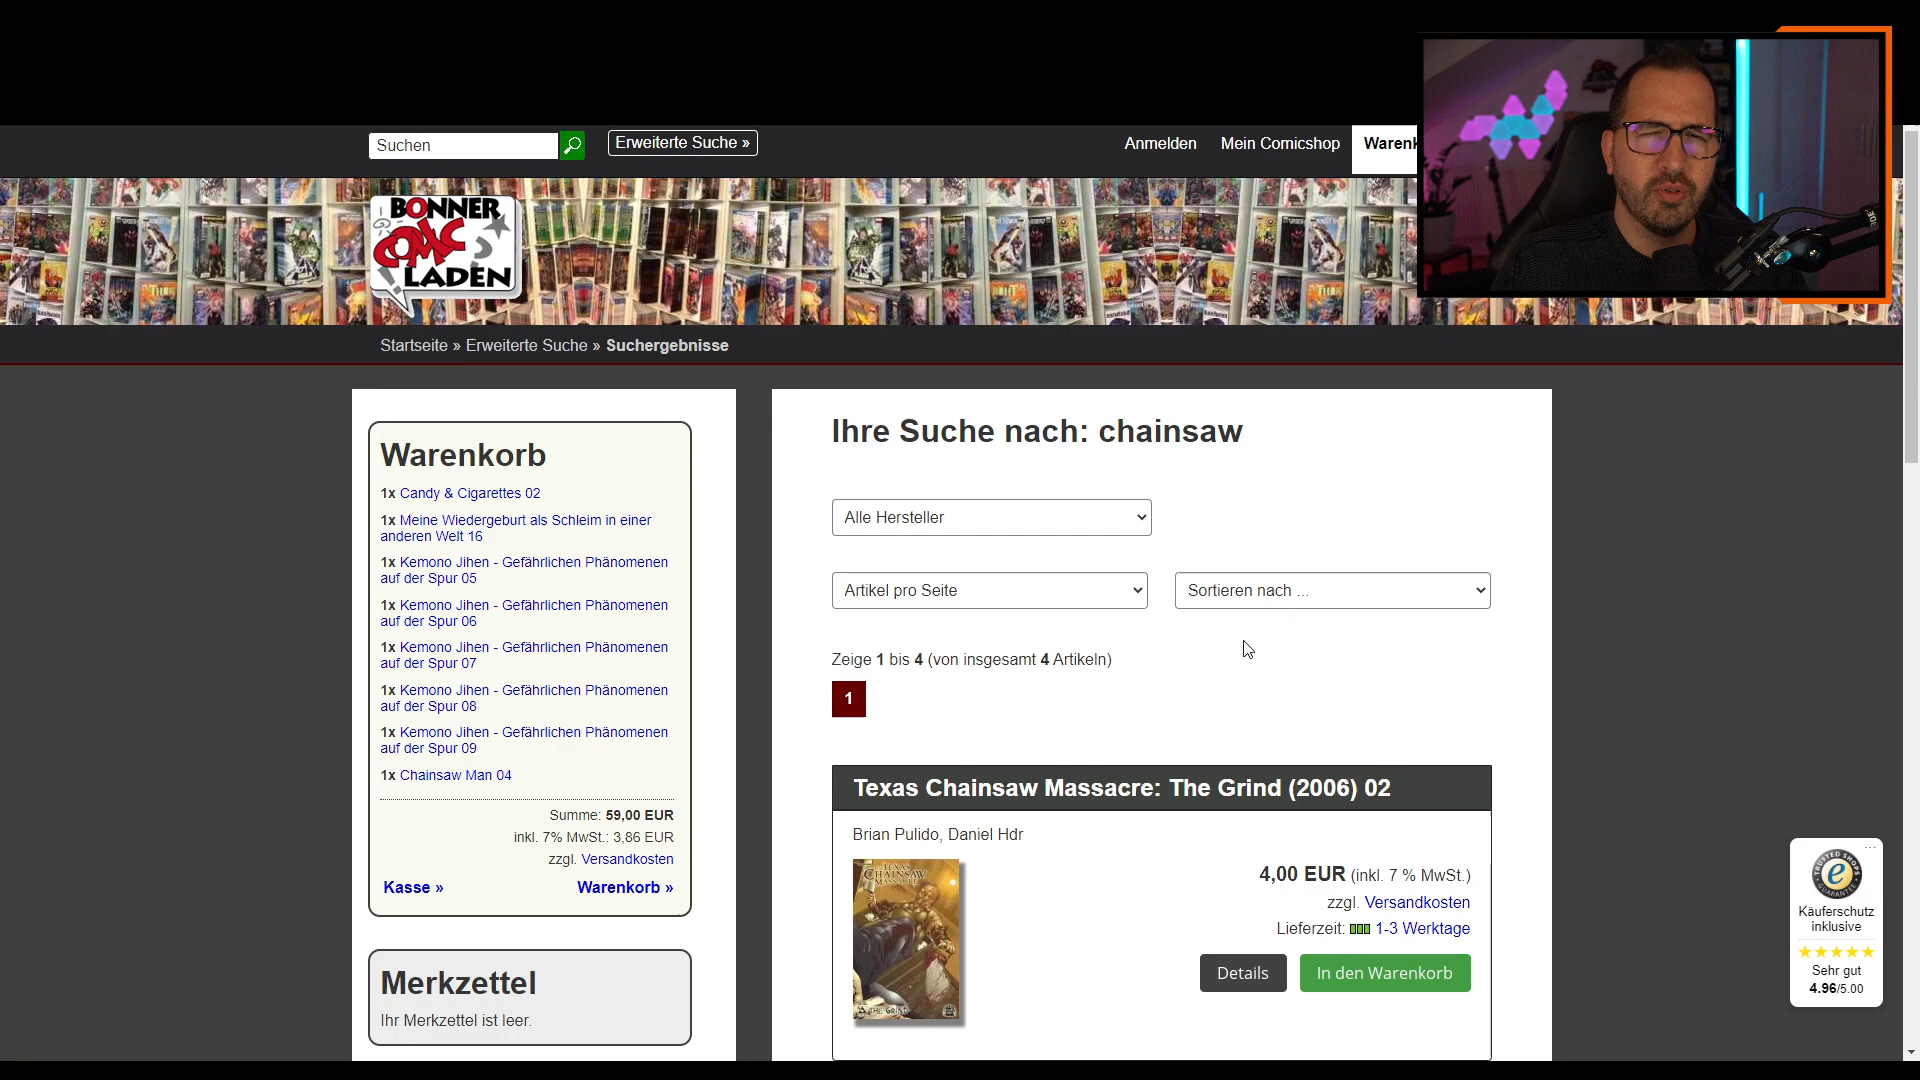 Suchen
Erweiterte Suche »
Anmelden
Mein Comicshop
Warenk
BONNER
COMIC
LADEN
Startseite » Erweiterte Suche » Suchergebnisse
Warenkorb
1x Candy & Cigarettes 02
1x Meine Wiedergeburt als Schleim in einer
anderen Welt 16
1x Kemono Jihen - Gefährlichen Phänomenen
auf der Spur 05
1x Kemono Jihen - Gefährlichen Phänomenen
auf der Spur 06
1x Kemono Jihen - Gefährlichen Phänomenen
auf der Spur 07
1x Kemono Jihen - Gefährlichen Phänomenen
auf der Spur 08
1x Kemono Jihen - Gefährlichen Phänomenen
auf der Spur 09
1x Chainsaw Man 04
Summe: 59,00 EUR
inkl. 7% MwSt.: 3,86 EUR
zzgl. Versandkosten
Kasse »
Warenkorb »
Merkzettel
Ihr Merkzettel ist leer.
Ihre Suche nach: chainsaw
Alle Hersteller
Artikel pro Seite
Sortieren nach ...
Zeige 1 bis 4 (von insgesamt 4 Artikeln)
1
Texas Chainsaw Massacre: The Grind (2006) 02
Brian Pulido, Daniel Hdr
TEXAS
CHAINSAW
MASSACRE
THE GRIND
4,00 EUR (inkl. 7 % MwSt.)
zzgl. Versandkosten
Lieferzeit: 1-3 Werktage
Details
In den Warenkorb
TRUSTED SHOPS
GUARANTEE
e
Käuferschutz
inklusive
Sehr gut
4.96/5.00